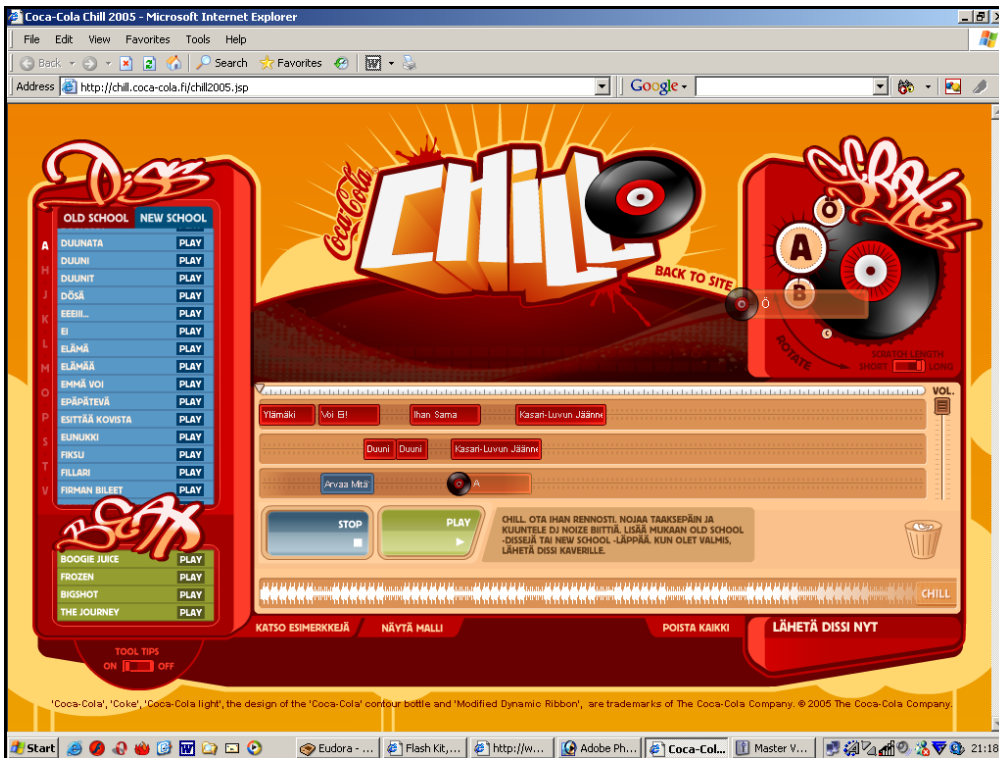 Coca-Cola Chill 2005 - Microsoft Internet Explorer
File Edit View Favorites Tools Help
Back Search Favorites
Address http://chill.coca-cola.fi/chill2005.jsp Google
Diss
OLD SCHOOL NEW SCHOOL
A
H
I
J
K
L
M
O
P
S
T
V
DUUNATA PLAY
DUUNI PLAY
DUUNIT PLAY
DÖSÄ PLAY
EEEIII... PLAY
EI PLAY
ELÄMÄ PLAY
ELÄMÄÄ PLAY
EMMÄ VOI PLAY
EPÄPÄTEVÄ PLAY
ESITTÄÄ KOVISTA PLAY
EUNUKKI PLAY
FIKSU PLAY
FILLARI PLAY
FIRMAN BILEET PLAY
BEAT
BOOGIE JUICE PLAY
FROZEN PLAY
BIGSHOT PLAY
THE JOURNEY PLAY
TOOL TIPS
ON OFF
Coca-Cola
CHILL
BACK TO SITE
SCRATCH
Ö
A
B
C
Ö
ROTATE
SCRATCH LENGTH
SHORT LONG
VOL.
Ylämäki Voi Ei! Ihan Sama Kasari-Luvun Jäänne
Duuni Duuni Kasari-Luvun Jäänne
Arvaa Mitä A
STOP
PLAY
CHILL. OTA IHAN RENNOSTI. NOJAA TAAKSEPÄIN JA
KUUNTELE DJ NOIZE BIITTIÄ. LISÄÄ MUKAAN OLD SCHOOL
-DISSEJÄ TAI NEW SCHOOL -LÄPPÄÄ. KUN OLET VALMIS,
LÄHETÄ DISSI KAVERILLE.
CHILL
KATSO ESIMERKKEJÄ NÄYTÄ MALLI POISTA KAIKKI LÄHETÄ DISSI NYT
'Coca-Cola', 'Coke', 'Coca-Cola light', the design of the 'Coca-Cola' contour bottle and 'Modified Dynamic Ribbon', are trademarks of The Coca-Cola Company. © 2005 The Coca-Cola Company.
Start Eudora - ... Flash Kit,... http://w... Adobe Ph... Coca-Col... Master V... 21:18